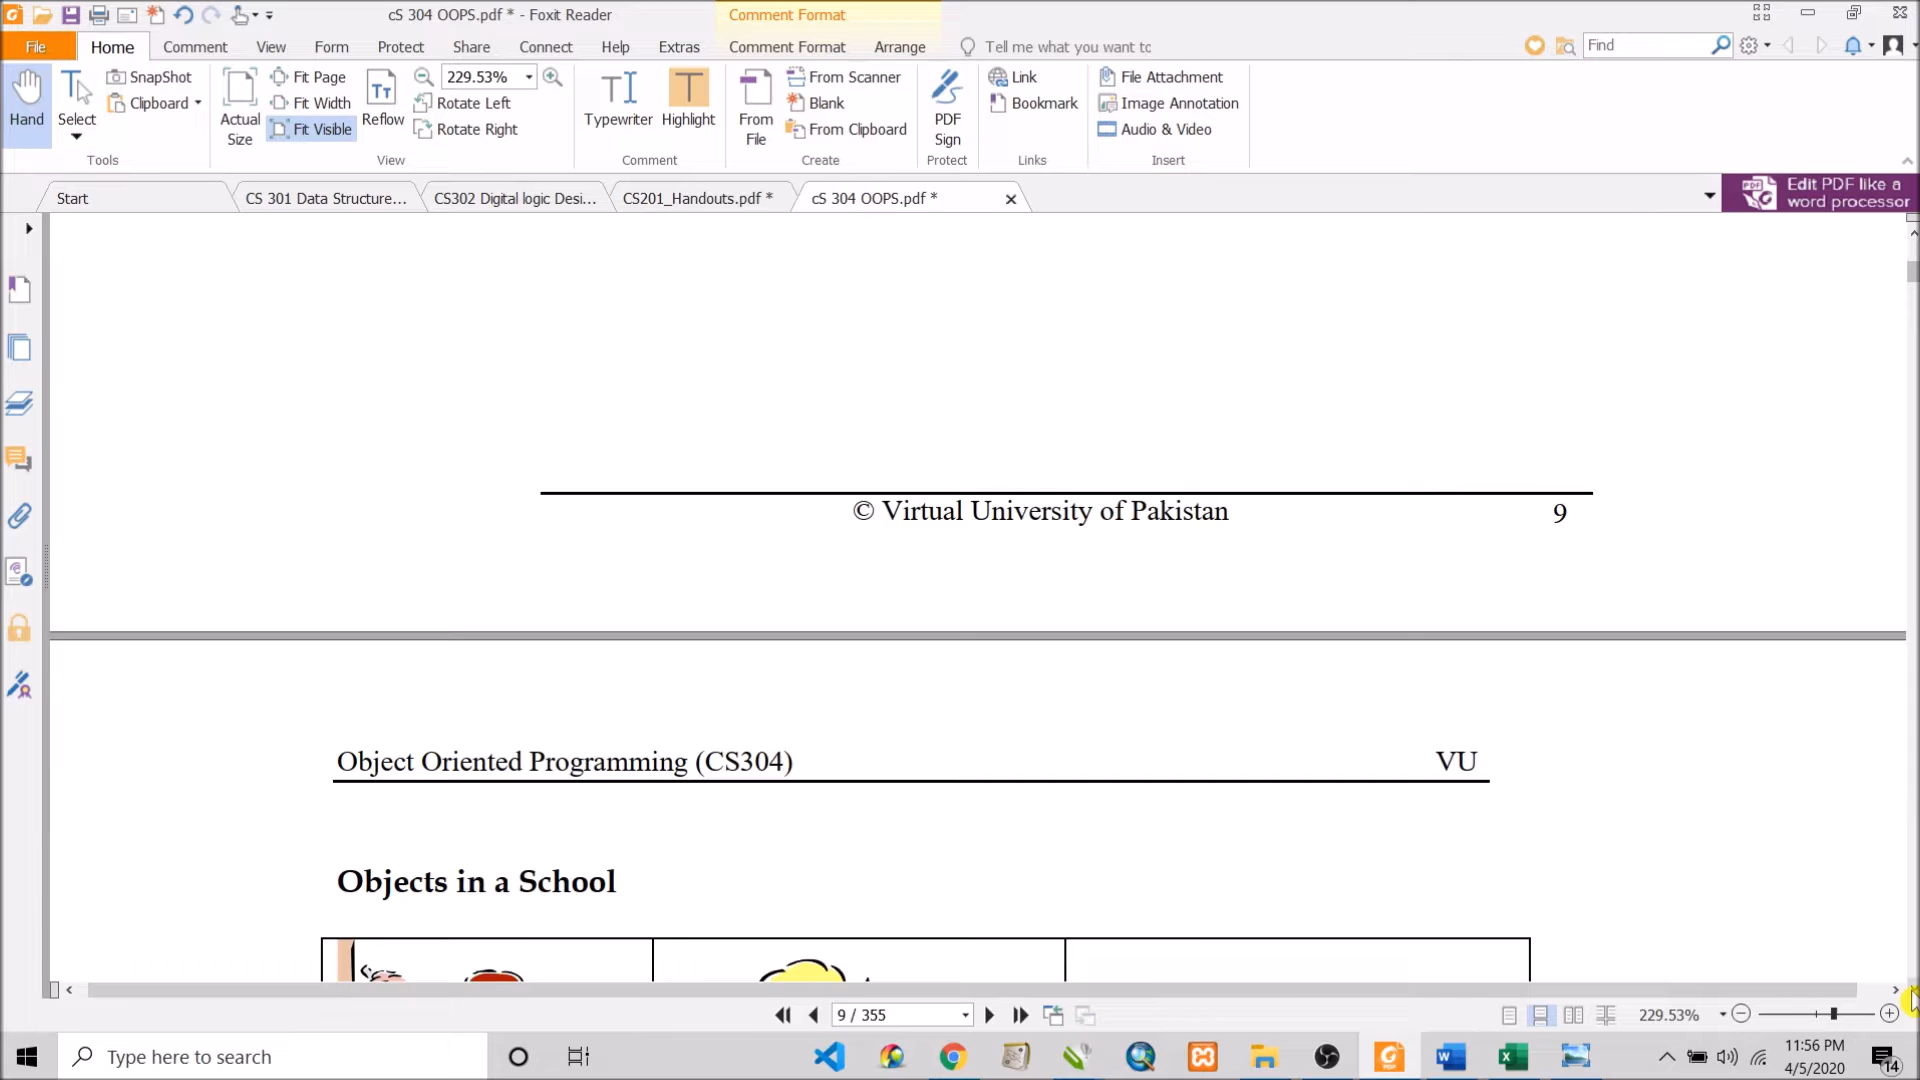 cS 304 OOPS.pdf * - Foxit Reader
Comment Format
File
Home
Comment
View
Form
Protect
Share
Connect
Help
Extras
Comment Format
Arrange
Tell me what you want to
Find
Hand
Select
SnapShot
Clipboard
Tools
Actual
Size
Fit Page
Fit Width
Fit Visible
Reflow
229.53%
Rotate Left
Rotate Right
View
Typewriter
Highlight
Comment
From
File
From Scanner
Blank
From Clipboard
Create
PDF
Sign
Protect
Link
Bookmark
Links
File Attachment
Image Annotation
Audio & Video
Insert
Start
CS 301 Data Structure...
CS302 Digital logic Desi...
CS201_Handouts.pdf *
cS 304 OOPS.pdf *
Edit PDF like a
word processor
© Virtual University of Pakistan 9
Object Oriented Programming (CS304) VU
Objects in a School
9 / 355
229.53%
Type here to search
11:56 PM
4/5/2020
14